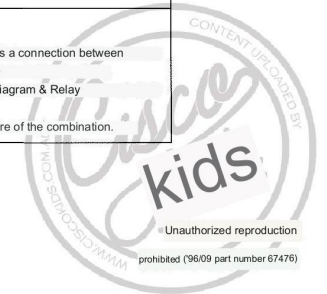 s a connection between
iagram & Relay
re of the combination.
CONTENT UPLOADED BY
Cisco
kids
WWW.CISCOKIDS.COM.AU
Unauthorized reproduction
prohibited ('96/09 part number 67476)